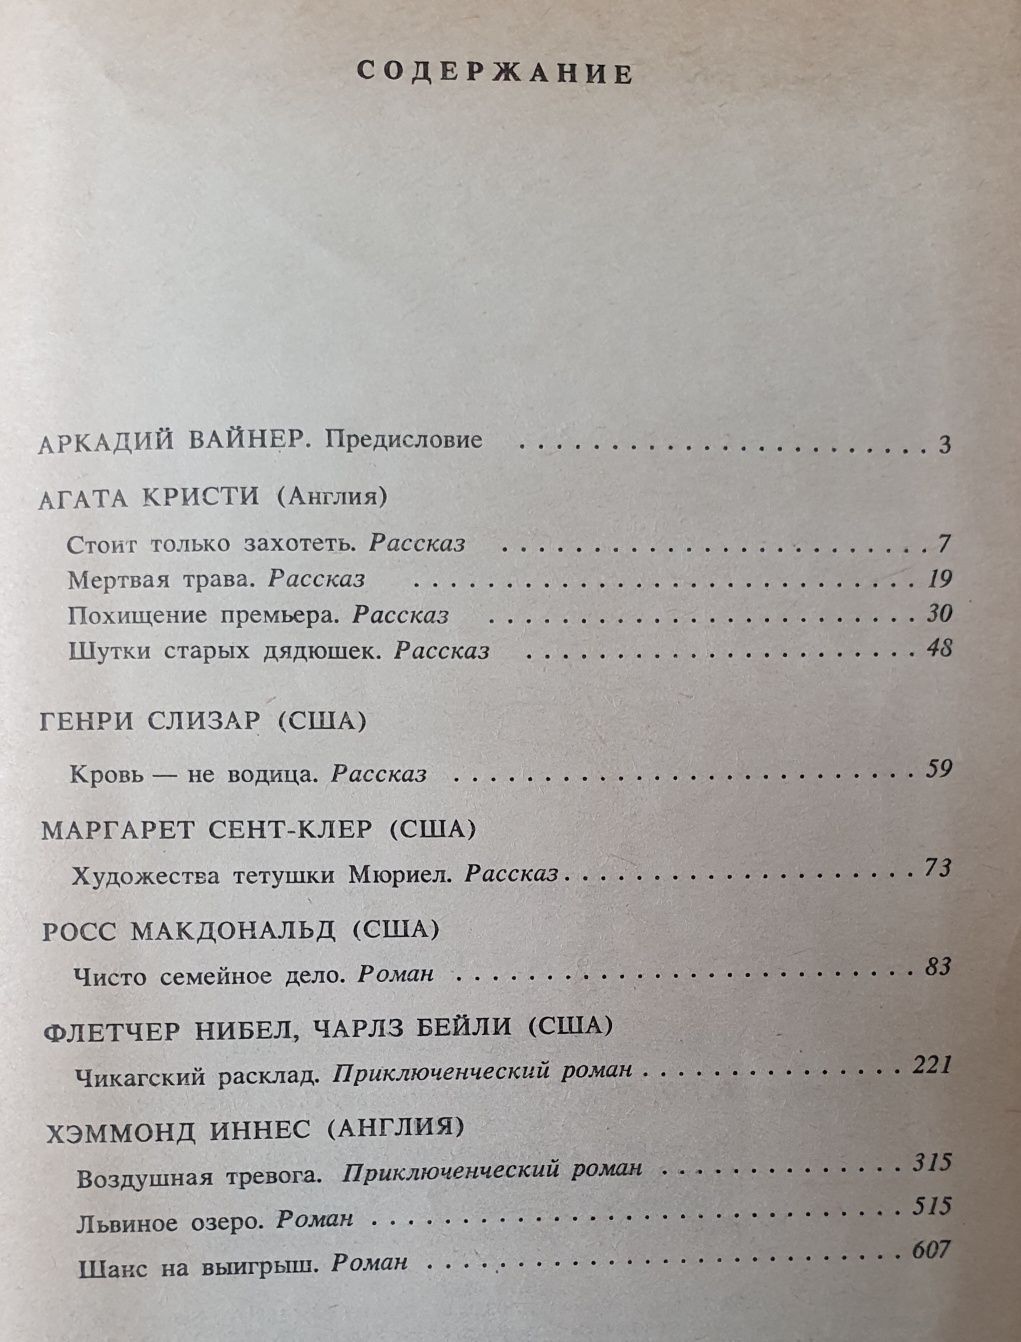 СОДЕРЖАНИЕ
АРКАДИЙ ВАЙНЕР. Предисловие . . . . . . . . . . . . . . . . . . 3
АГАТА КРИСТИ (Англия)
Стоит только захотеть. Рассказ . . . . . . . . . . . . . . . . . . . 7
Мертвая трава. Рассказ . . . . . . . . . . . . . . . . . . . . . . 19
Похищение премьера. Рассказ . . . . . . . . . . . . . . . . . . . 30
Шутки старых дядюшек. Рассказ . . . . . . . . . . . . . . . . . 48
ГЕНРИ СЛИЗАР (США)
Кровь — не водица. Рассказ . . . . . . . . . . . . . . . . . . . . 59
МАРГАРЕТ СЕНТ-КЛЕР (США)
Художества тетушки Мюриел. Рассказ . . . . . . . . . . . . . . . 73
РОСС МАКДОНАЛЬД (США)
Чисто семейное дело. Роман . . . . . . . . . . . . . . . . . . . . 83
ФЛЕТЧЕР НИБЕЛ, ЧАРЛЗ БЕЙЛИ (США)
Чикагский расклад. Приключенческий роман . . . . . . . . . . . . 221
ХЭММОНД ИННЕС (АНГЛИЯ)
Воздушная тревога. Приключенческий роман . . . . . . . . . . . 315
Львиное озеро. Роман . . . . . . . . . . . . . . . . . . . . . . . 515
Шанс на выигрыш. Роман . . . . . . . . . . . . . . . . . . . . . 607